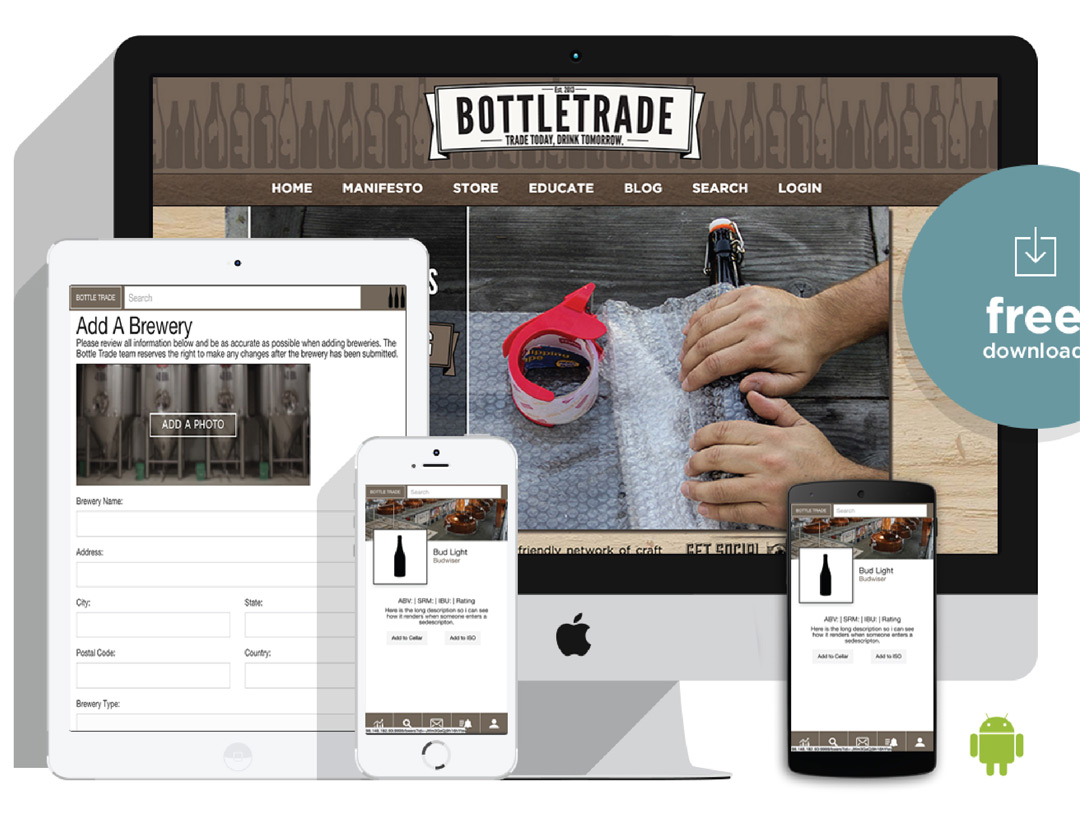 Est. 2013
BOTTLETRADE
TRADE TODAY, DRINK TOMORROW.
HOME MANIFESTO STORE EDUCATE BLOG SEARCH LOGIN
free
download
BOTTLE TRADE Search
Add A Brewery
Please review all information below and be as accurate as possible when adding breweries. The
Bottle Trade team reserves the right to make any changes after the brewery has been submitted.
ADD A PHOTO
Brewery Name:
Address:
City: State:
Postal Code: Country:
Brewery Type:
friendly network of craft GET SOCIAL
BOTTLE TRADE Search
Bud Light
Budwiser
ABV: | SRM: | IBU: | Rating
Here is the long description so i can see
how it renders when someone enters a
sedescripton.
Add to Cellar Add to ISO
BOTTLE TRADE Search
Bud Light
Budwiser
ABV: | SRM: | IBU: | Rating
Here is the long description so i can see
how it renders when someone enters a
sedescripton.
Add to Cellar Add to ISO